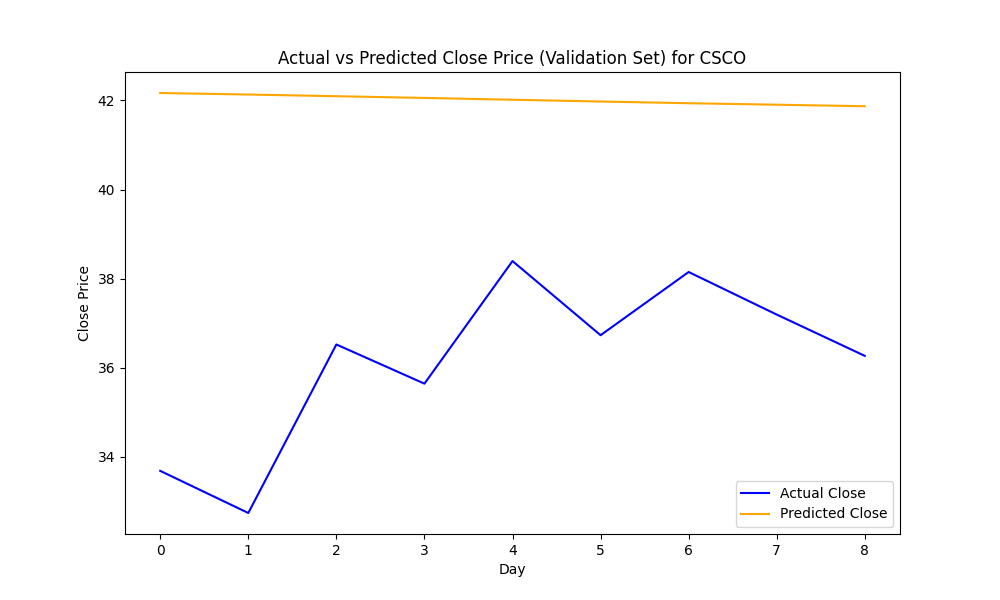 Actual vs Predicted Close Price (Validation Set) for CSCO
Close Price
42
40
38
36
34
0 1 2 3 4 5 6 7 8
Day
Actual Close
Predicted Close